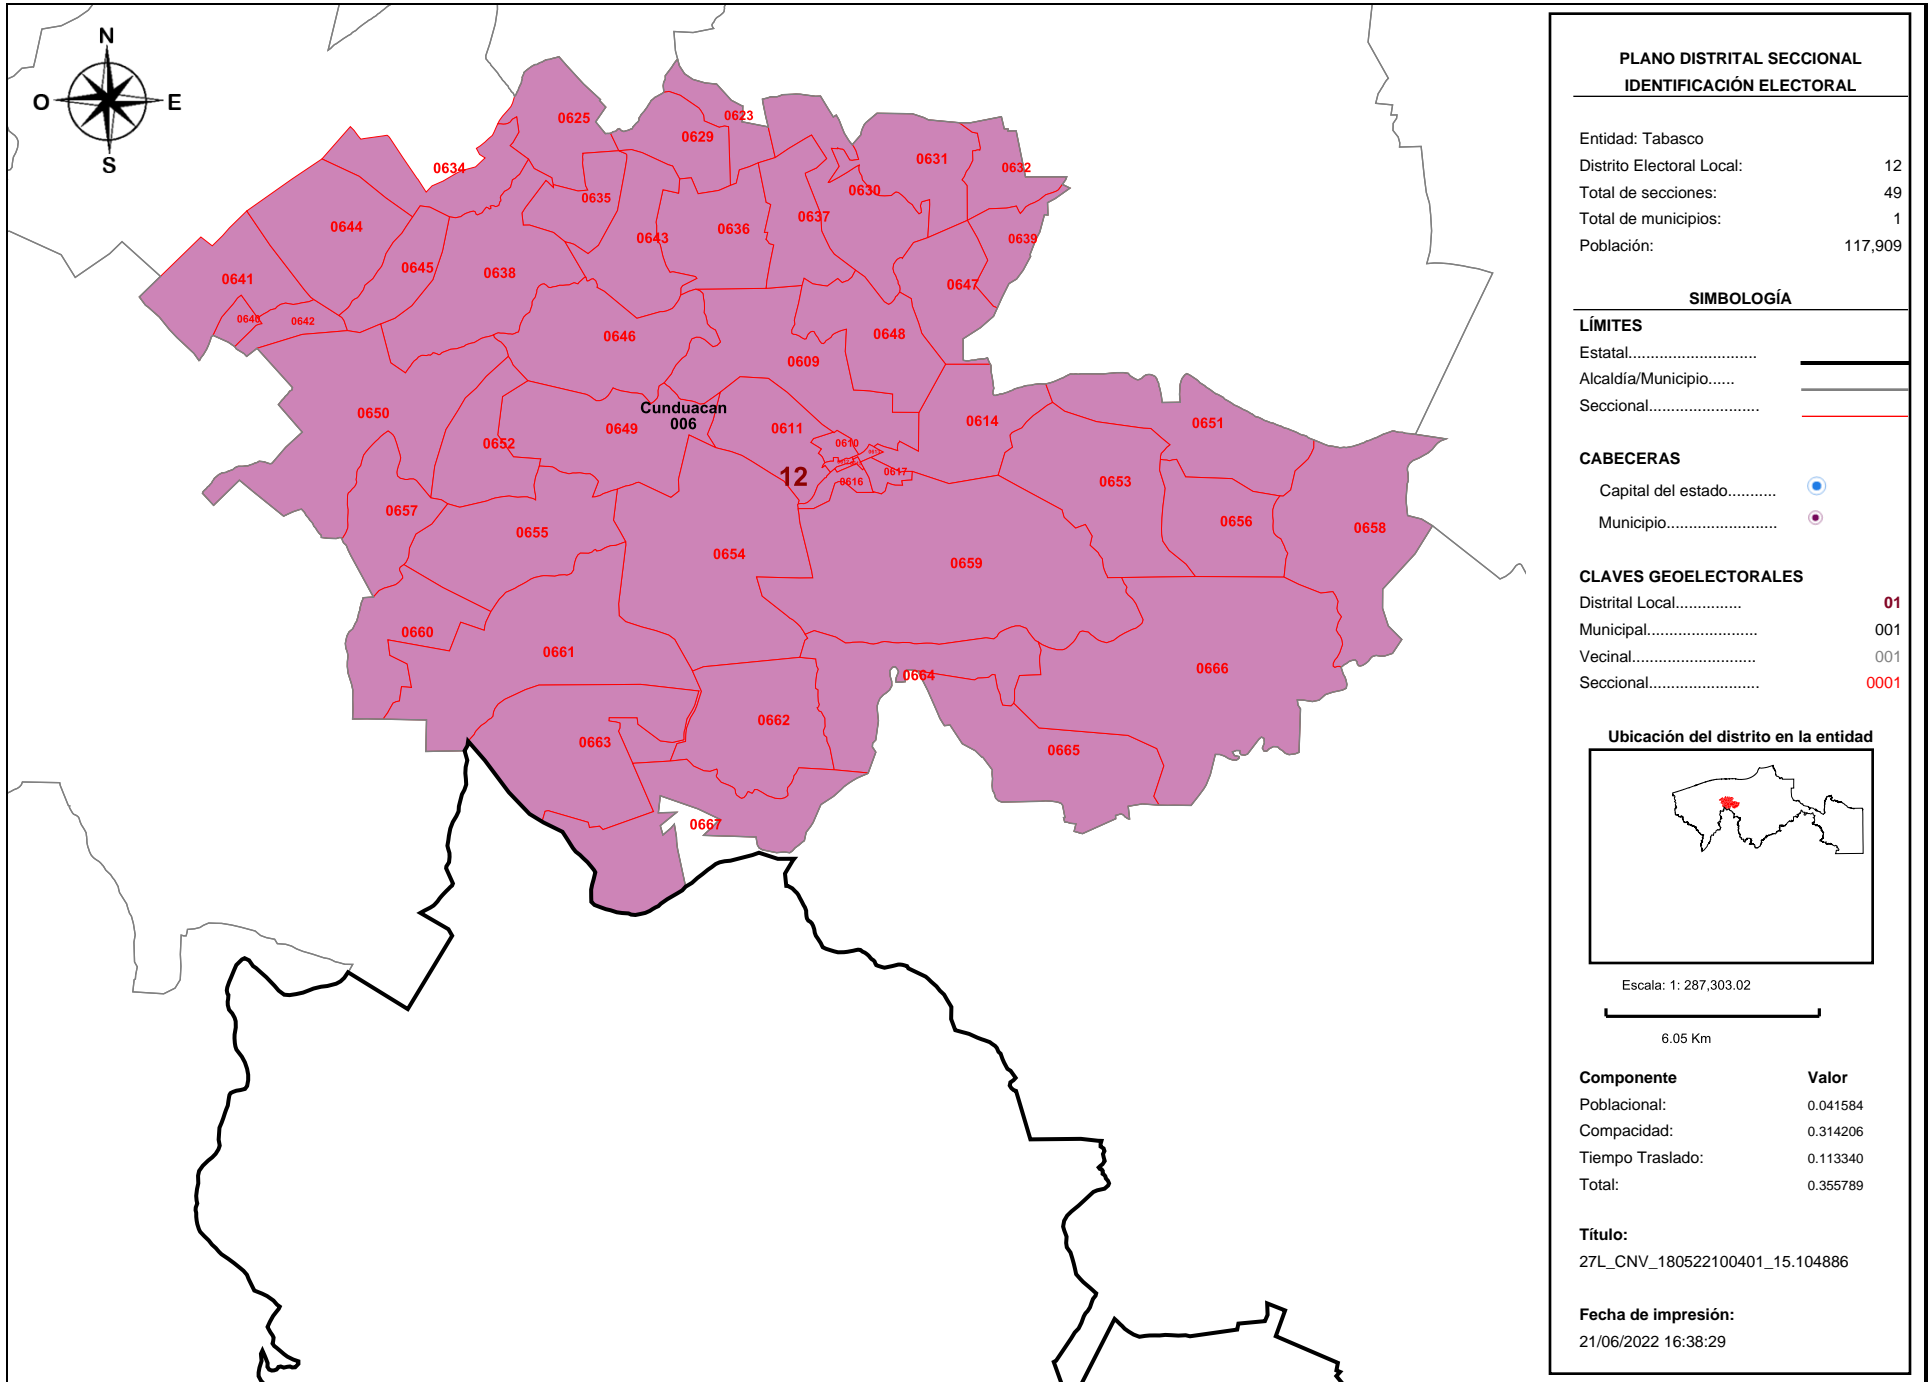 N
O
E
S
0625
0623
0629
0634
0631
0632
0630
0635
0644
0637
0636
0643
0639
0645
0638
0641
0647
0640
0642
0646
0648
0609
0650
Cunduacan
006
0649
0652
0611
0614
0651
0610
0617
0616
12
0653
0657
0656
0658
0655
0654
0659
0660
0661
0664
0666
0662
0663
0665
0667
PLANO DISTRITAL SECCIONAL
IDENTIFICACIÓN ELECTORAL
Entidad: Tabasco
Distrito Electoral Local: 12
Total de secciones: 49
Total de municipios: 1
Población: 117,909
SIMBOLOGÍA
LÍMITES
Estatal............................
Alcaldía/Municipio......
Seccional........................
CABECERAS
Capital del estado...........
Municipio........................
CLAVES GEOELECTORALES
Distrital Local............... 01
Municipal........................ 001
Vecinal........................... 001
Seccional........................ 0001
Ubicación del distrito en la entidad
Escala: 1: 287,303.02
6.05 Km
Componente Valor
Poblacional: 0.041584
Compacidad: 0.314206
Tiempo Traslado: 0.113340
Total: 0.355789
Título:
27L_CNV_180522100401_15.104886
Fecha de impresión:
21/06/2022 16:38:29